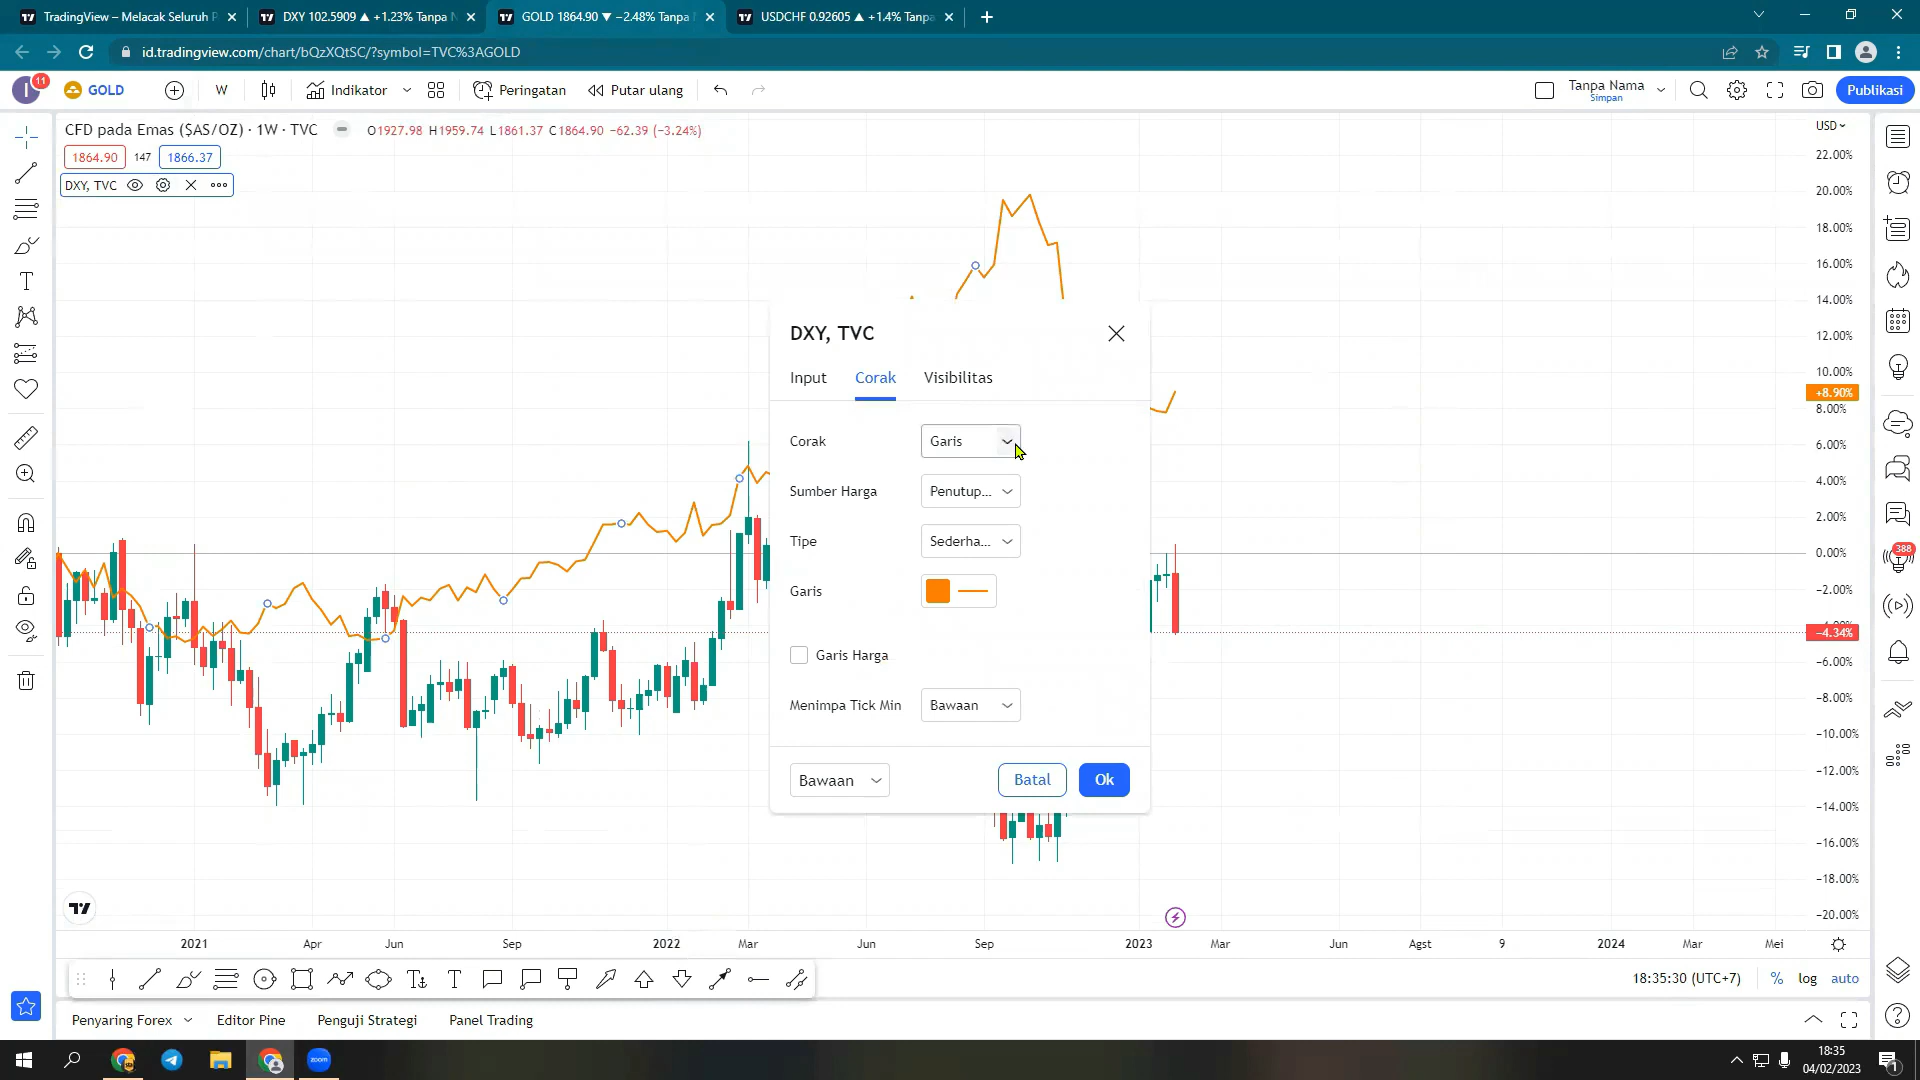 TradingView — Melacak Seluruh P
DXY 102.5909 ▲ +1.23% Tanpa N
GOLD 1864.90 ▼ −2.48% Tanpa
USDCHF 0.92605 ▲ +1.4% Tanpa
id.tradingview.com/chart/bQzXQtSC/?symbol=TVC%3AGOLD
11
GOLD
W
Indikator
Peringatan
Putar ulang
Tanpa Nama
Simpan
Publikasi
CFD pada Emas ($AS/OZ) · 1W · TVC
O1927.98 H1959.74 L1861.37 C1864.90 −62.39 (−3.24%)
1864.90
147
1866.37
DXY, TVC
USD
22.00%
20.00%
18.00%
16.00%
14.00%
12.00%
10.00%
+8.90%
8.00%
6.00%
4.00%
2.00%
0.00%
−2.00%
−4.34%
−6.00%
−8.00%
−10.00%
−12.00%
−14.00%
−16.00%
−18.00%
−20.00%
DXY, TVC
Input
Corak
Visibilitas
Corak
Garis
Sumber Harga
Penutup...
Tipe
Sederha...
Garis
Garis Harga
Menimpa Tick Min
Bawaan
Bawaan
Batal
Ok
388
2021
Apr
Jun
Sep
2022
Mar
Jun
Sep
2023
Mar
Jun
Agst
9
2024
Mar
Mei
18:35:30 (UTC+7)
%
log
auto
Penyaring Forex
Editor Pine
Penguji Strategi
Panel Trading
zoom
18:35
04/02/2023
1